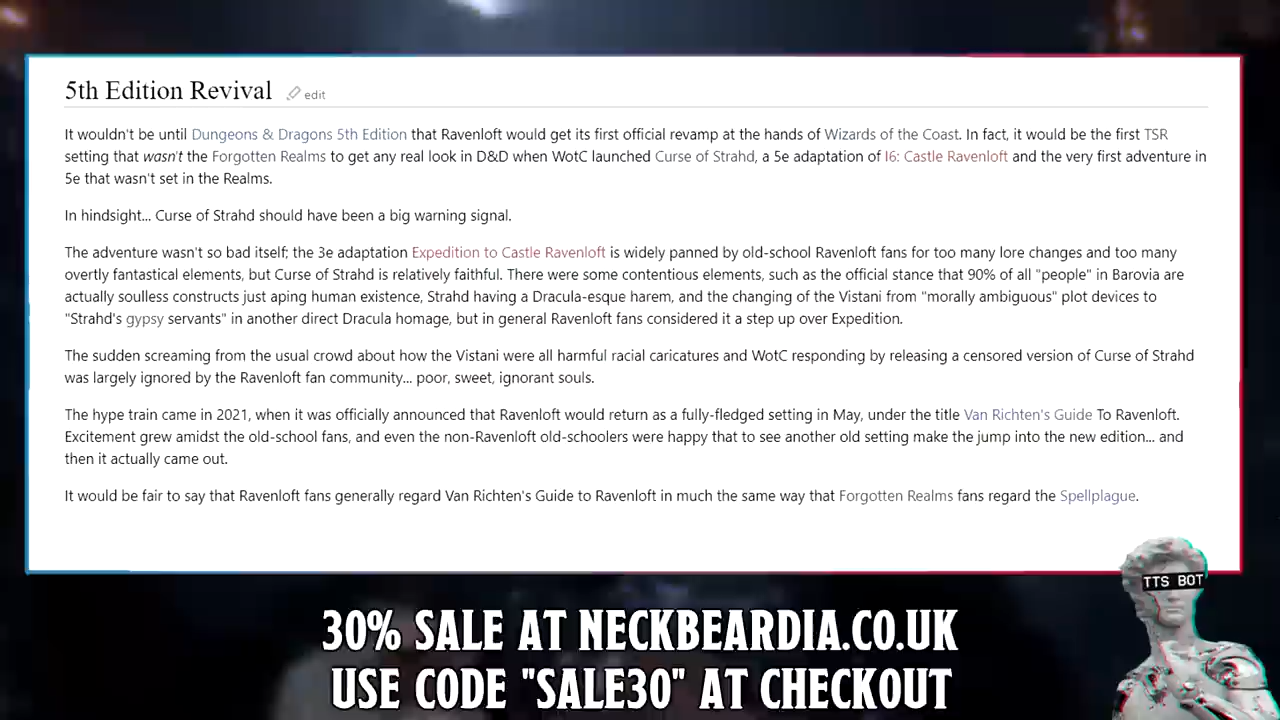 5th Edition Revival edit
It wouldn't be until Dungeons & Dragons 5th Edition that Ravenloft would get its first official revamp at the hands of Wizards of the Coast. In fact, it would be the first TSR
setting that wasn't the Forgotten Realms to get any real look in D&D when WotC launched Curse of Strahd, a 5e adaptation of I6: Castle Ravenloft and the very first adventure in
5e that wasn't set in the Realms.
In hindsight... Curse of Strahd should have been a big warning signal.
The adventure wasn't so bad itself; the 3e adaptation Expedition to Castle Ravenloft is widely panned by old-school Ravenloft fans for too many lore changes and too many
overtly fantastical elements, but Curse of Strahd is relatively faithful. There were some contentious elements, such as the official stance that 90% of all "people" in Barovia are
actually soulless constructs just aping human existence, Strahd having a Dracula-esque harem, and the changing of the Vistani from "morally ambiguous" plot devices to
"Strahd's gypsy servants" in another direct Dracula homage, but in general Ravenloft fans considered it a step up over Expedition.
The sudden screaming from the usual crowd about how the Vistani were all harmful racial caricatures and WotC responding by releasing a censored version of Curse of Strahd
was largely ignored by the Ravenloft fan community... poor, sweet, ignorant souls.
The hype train came in 2021, when it was officially announced that Ravenloft would return as a fully-fledged setting in May, under the title Van Richten's Guide To Ravenloft.
Excitement grew amidst the old-school fans, and even the non-Ravenloft old-schoolers were happy that to see another old setting make the jump into the new edition... and
then it actually came out.
It would be fair to say that Ravenloft fans generally regard Van Richten's Guide to Ravenloft in much the same way that Forgotten Realms fans regard the Spellplague.
TTS BOT
30% SALE AT NECKBEARDIA.CO.UK
USE CODE "SALE30" AT CHECKOUT